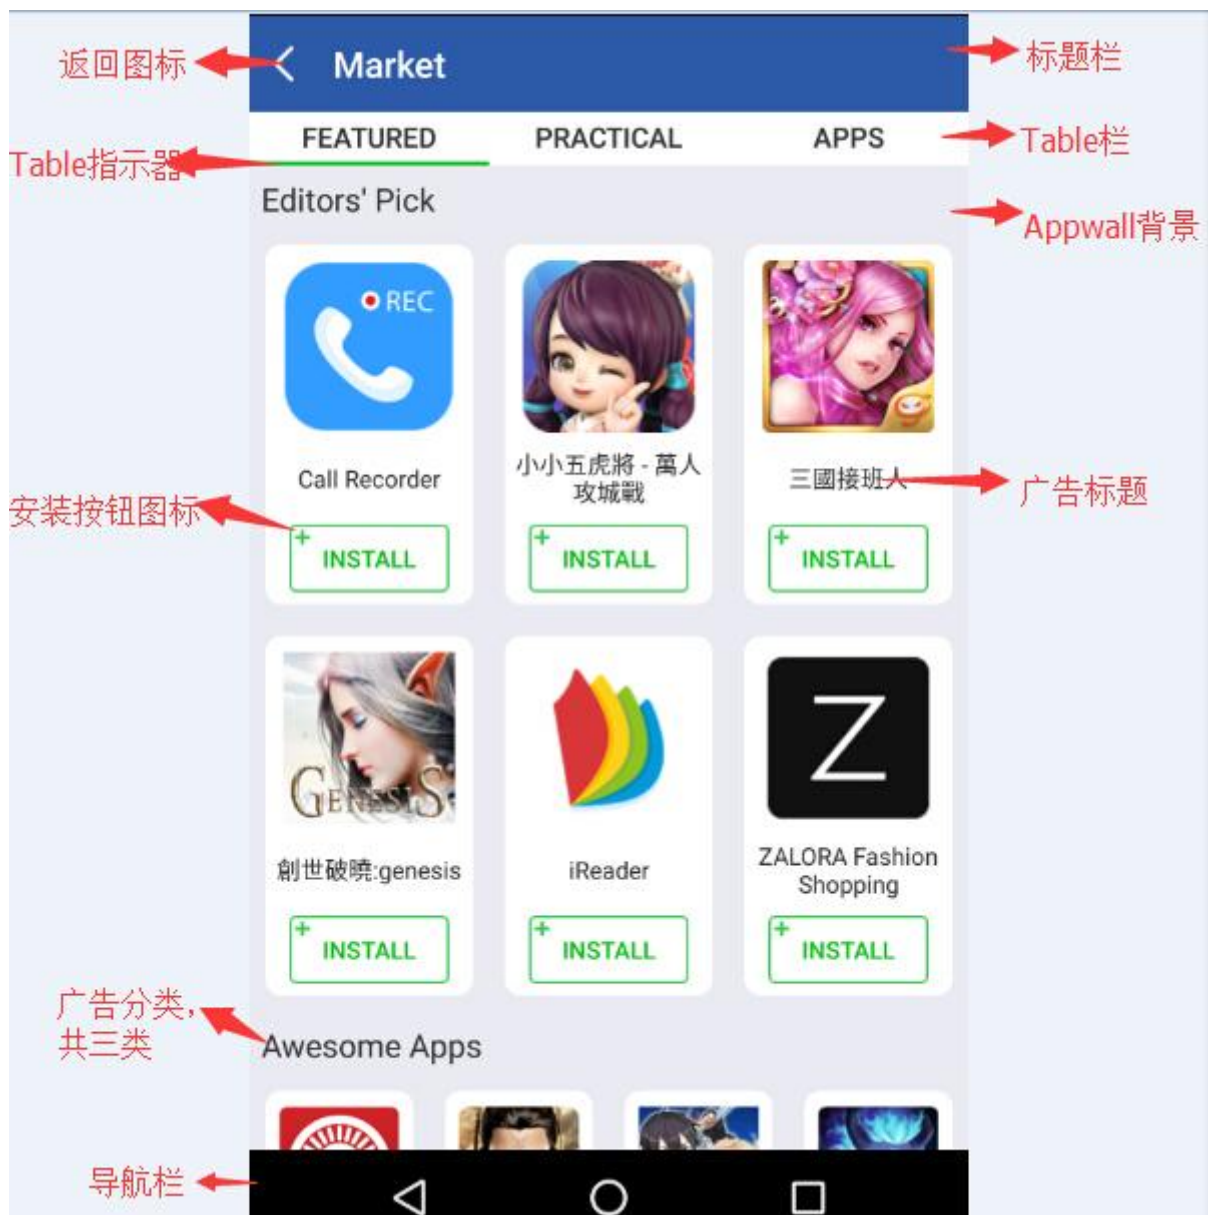 返回图标
Market
标题栏
FEATURED
PRACTICAL
APPS
Table栏
Table指示器
Editors' Pick
Appwall背景
REC
Call Recorder
小小五虎將 - 萬人
攻城戰
三國接班人
广告标题
安装按钮图标
+ INSTALL
+ INSTALL
+ INSTALL
GENESIS
創世破曉:genesis
iReader
Z
ZALORA Fashion
Shopping
+ INSTALL
+ INSTALL
+ INSTALL
广告分类,
共三类
Awesome Apps
导航栏